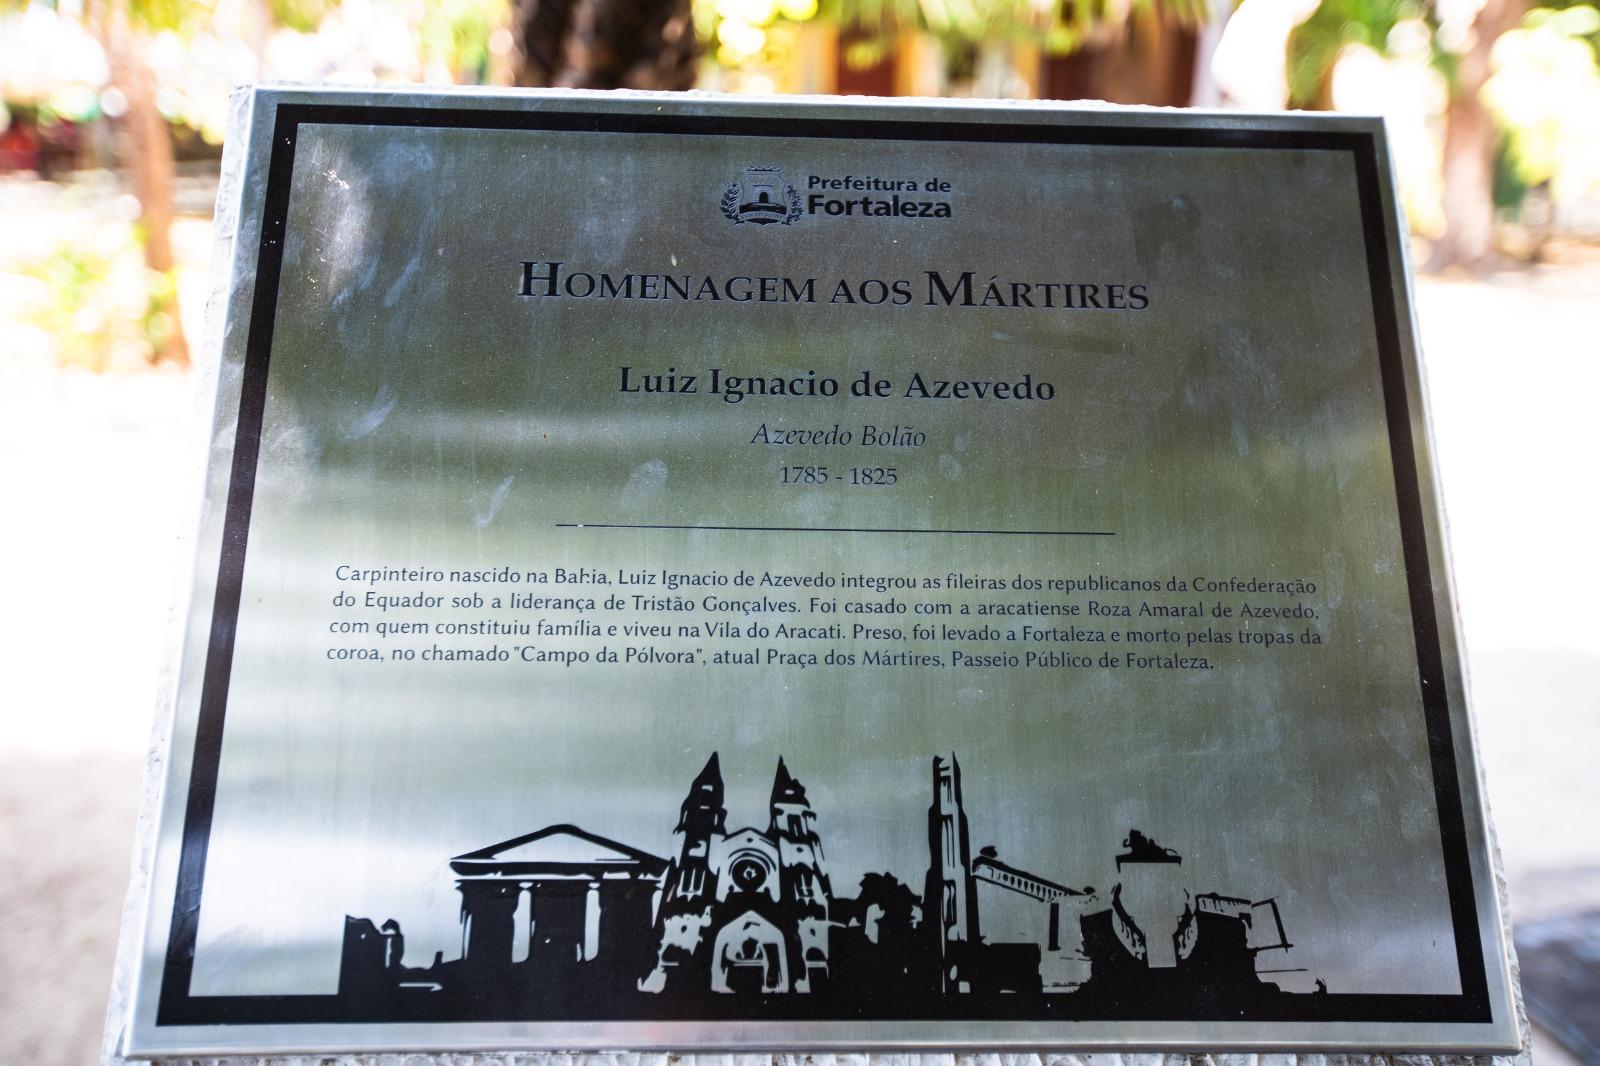 Prefeitura de
Fortaleza
Homenagem aos Mártires
Luiz Ignacio de Azevedo
Azevedo Bolão
1785 - 1825
Carpinteiro nascido na Bahia, Luiz Ignacio de Azevedo integrou as fileiras dos republicanos da Confederação
do Equador sob a liderança de Tristão Gonçalves. Foi casado com a aracatiense Roza Amaral de Azevedo,
com quem constituiu família e viveu na Vila do Aracati. Preso, foi levado a Fortaleza e morto pelas tropas da
coroa, no chamado "Campo da Pólvora", atual Praça dos Mártires, Passeio Público de Fortaleza.